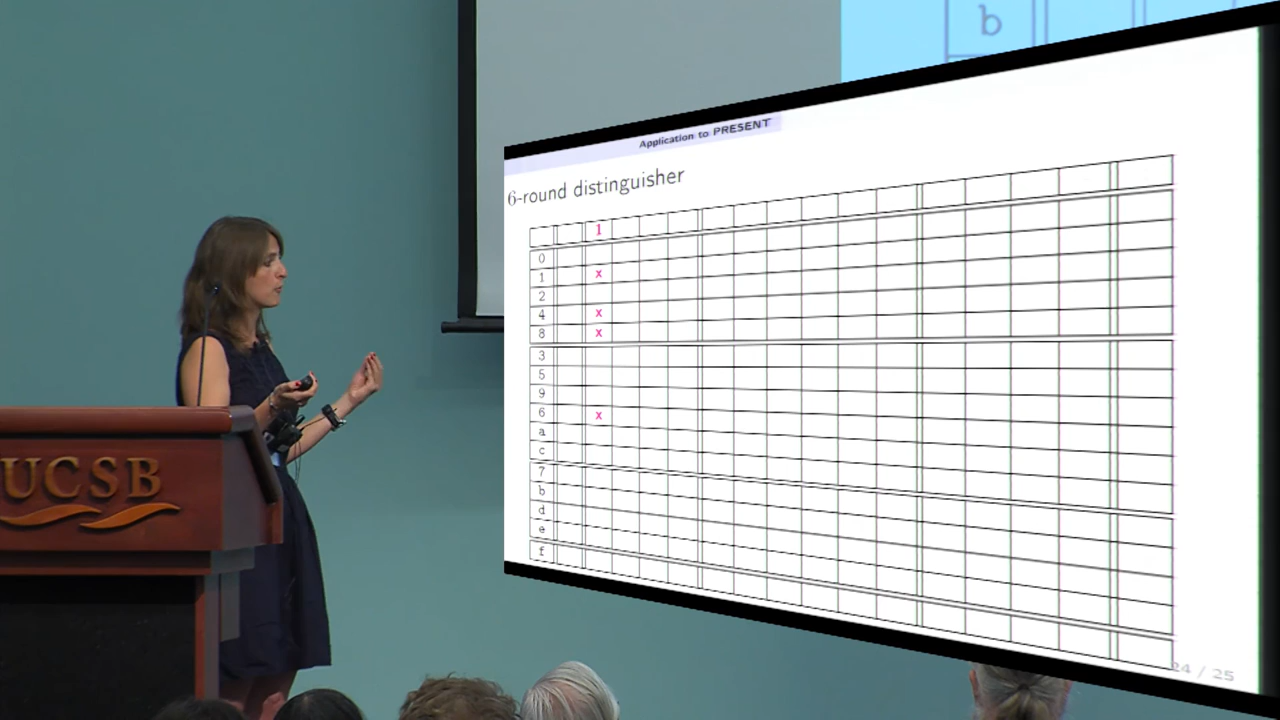 b
Application to PRESENT
6-round distinguisher
1
0
1 x
2
4 x
8 x
3
5
9
6 x
a
c
7
b
d
e
f
24 / 25
UCSB